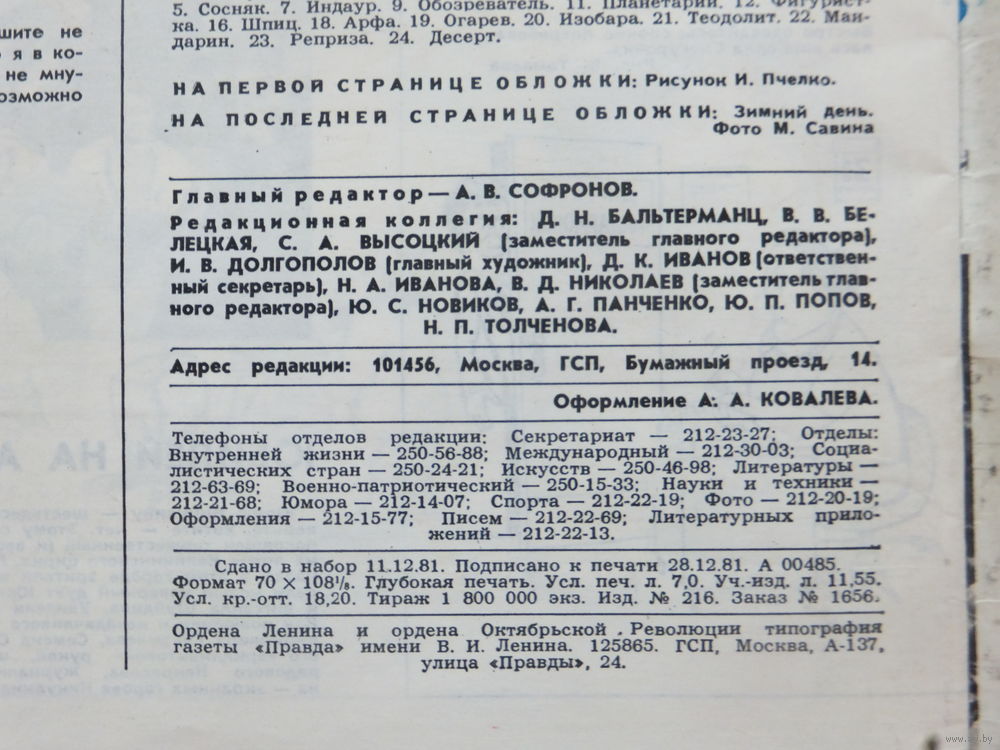 шите не
о я в ко-
не мну-
озможно
5. Сосняк. 7. Индаур. 9. Обозреватель. 11. Планетарий. 12. Фигурист-
ка. 16. Шпиц. 18. Арфа. 19. Огарев. 20. Изобара. 21. Теодолит. 22. Ман-
дарин. 23. Реприза. 24. Десерт.
НА ПЕРВОЙ СТРАНИЦЕ ОБЛОЖКИ: Рисунок И. Пчелко.
НА ПОСЛЕДНЕЙ СТРАНИЦЕ ОБЛОЖКИ: Зимний день.
Фото М. Савина
Главный редактор — А. В. СОФРОНОВ.
Редакционная коллегия: Д. Н. БАЛЬТЕРМАНЦ, В. В. БЕ-
ЛЕЦКАЯ, С. А. ВЫСОЦКИЙ (заместитель главного редактора),
И. В. ДОЛГОПОЛОВ (главный художник), Д. К. ИВАНОВ (ответствен-
ный секретарь), Н. А. ИВАНОВА, В. Д. НИКОЛАЕВ (заместитель глав-
ного редактора), Ю. С. НОВИКОВ, А. Г. ПАНЧЕНКО, Ю. П. ПОПОВ,
Н. П. ТОЛЧЕНОВА.
Адрес редакции: 101456, Москва, ГСП, Бумажный проезд, 14.
Оформление А. А. КОВАЛЕВА.
Телефоны отделов редакции: Секретариат — 212-23-27; Отделы:
Внутренней жизни — 250-56-88; Международный — 212-30-03; Социа-
листических стран — 250-24-21; Искусств — 250-46-98; Литературы —
212-63-69; Военно-патриотический — 250-15-33; Науки и техники —
212-21-68; Юмора — 212-14-07; Спорта — 212-22-19; Фото — 212-20-19;
Оформления — 212-15-77; Писем — 212-22-69; Литературных прило-
жений — 212-22-13.
Сдано в набор 11.12.81. Подписано к печати 28.12.81. А 00485.
Формат 70 × 108⅛. Глубокая печать. Усл. печ. л. 7,0. Уч.-изд. л. 11,55.
Усл. кр.-отт. 18,20. Тираж 1 800 000 экз. Изд. № 216. Заказ № 1656.
Ордена Ленина и ордена Октябрьской Революции типография
газеты «Правда» имени В. И. Ленина. 125865. ГСП, Москва, А-137,
улица «Правды», 24.